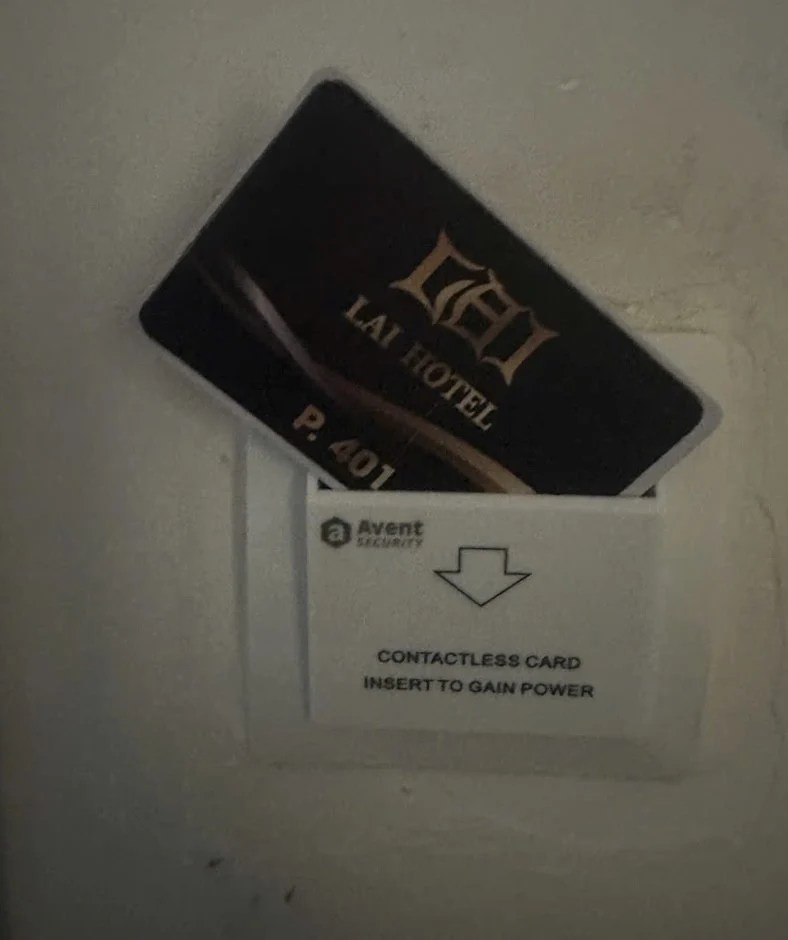 LAI HOTEL
P. 401
a Avent
SECURITY
CONTACTLESS CARD
INSERT TO GAIN POWER